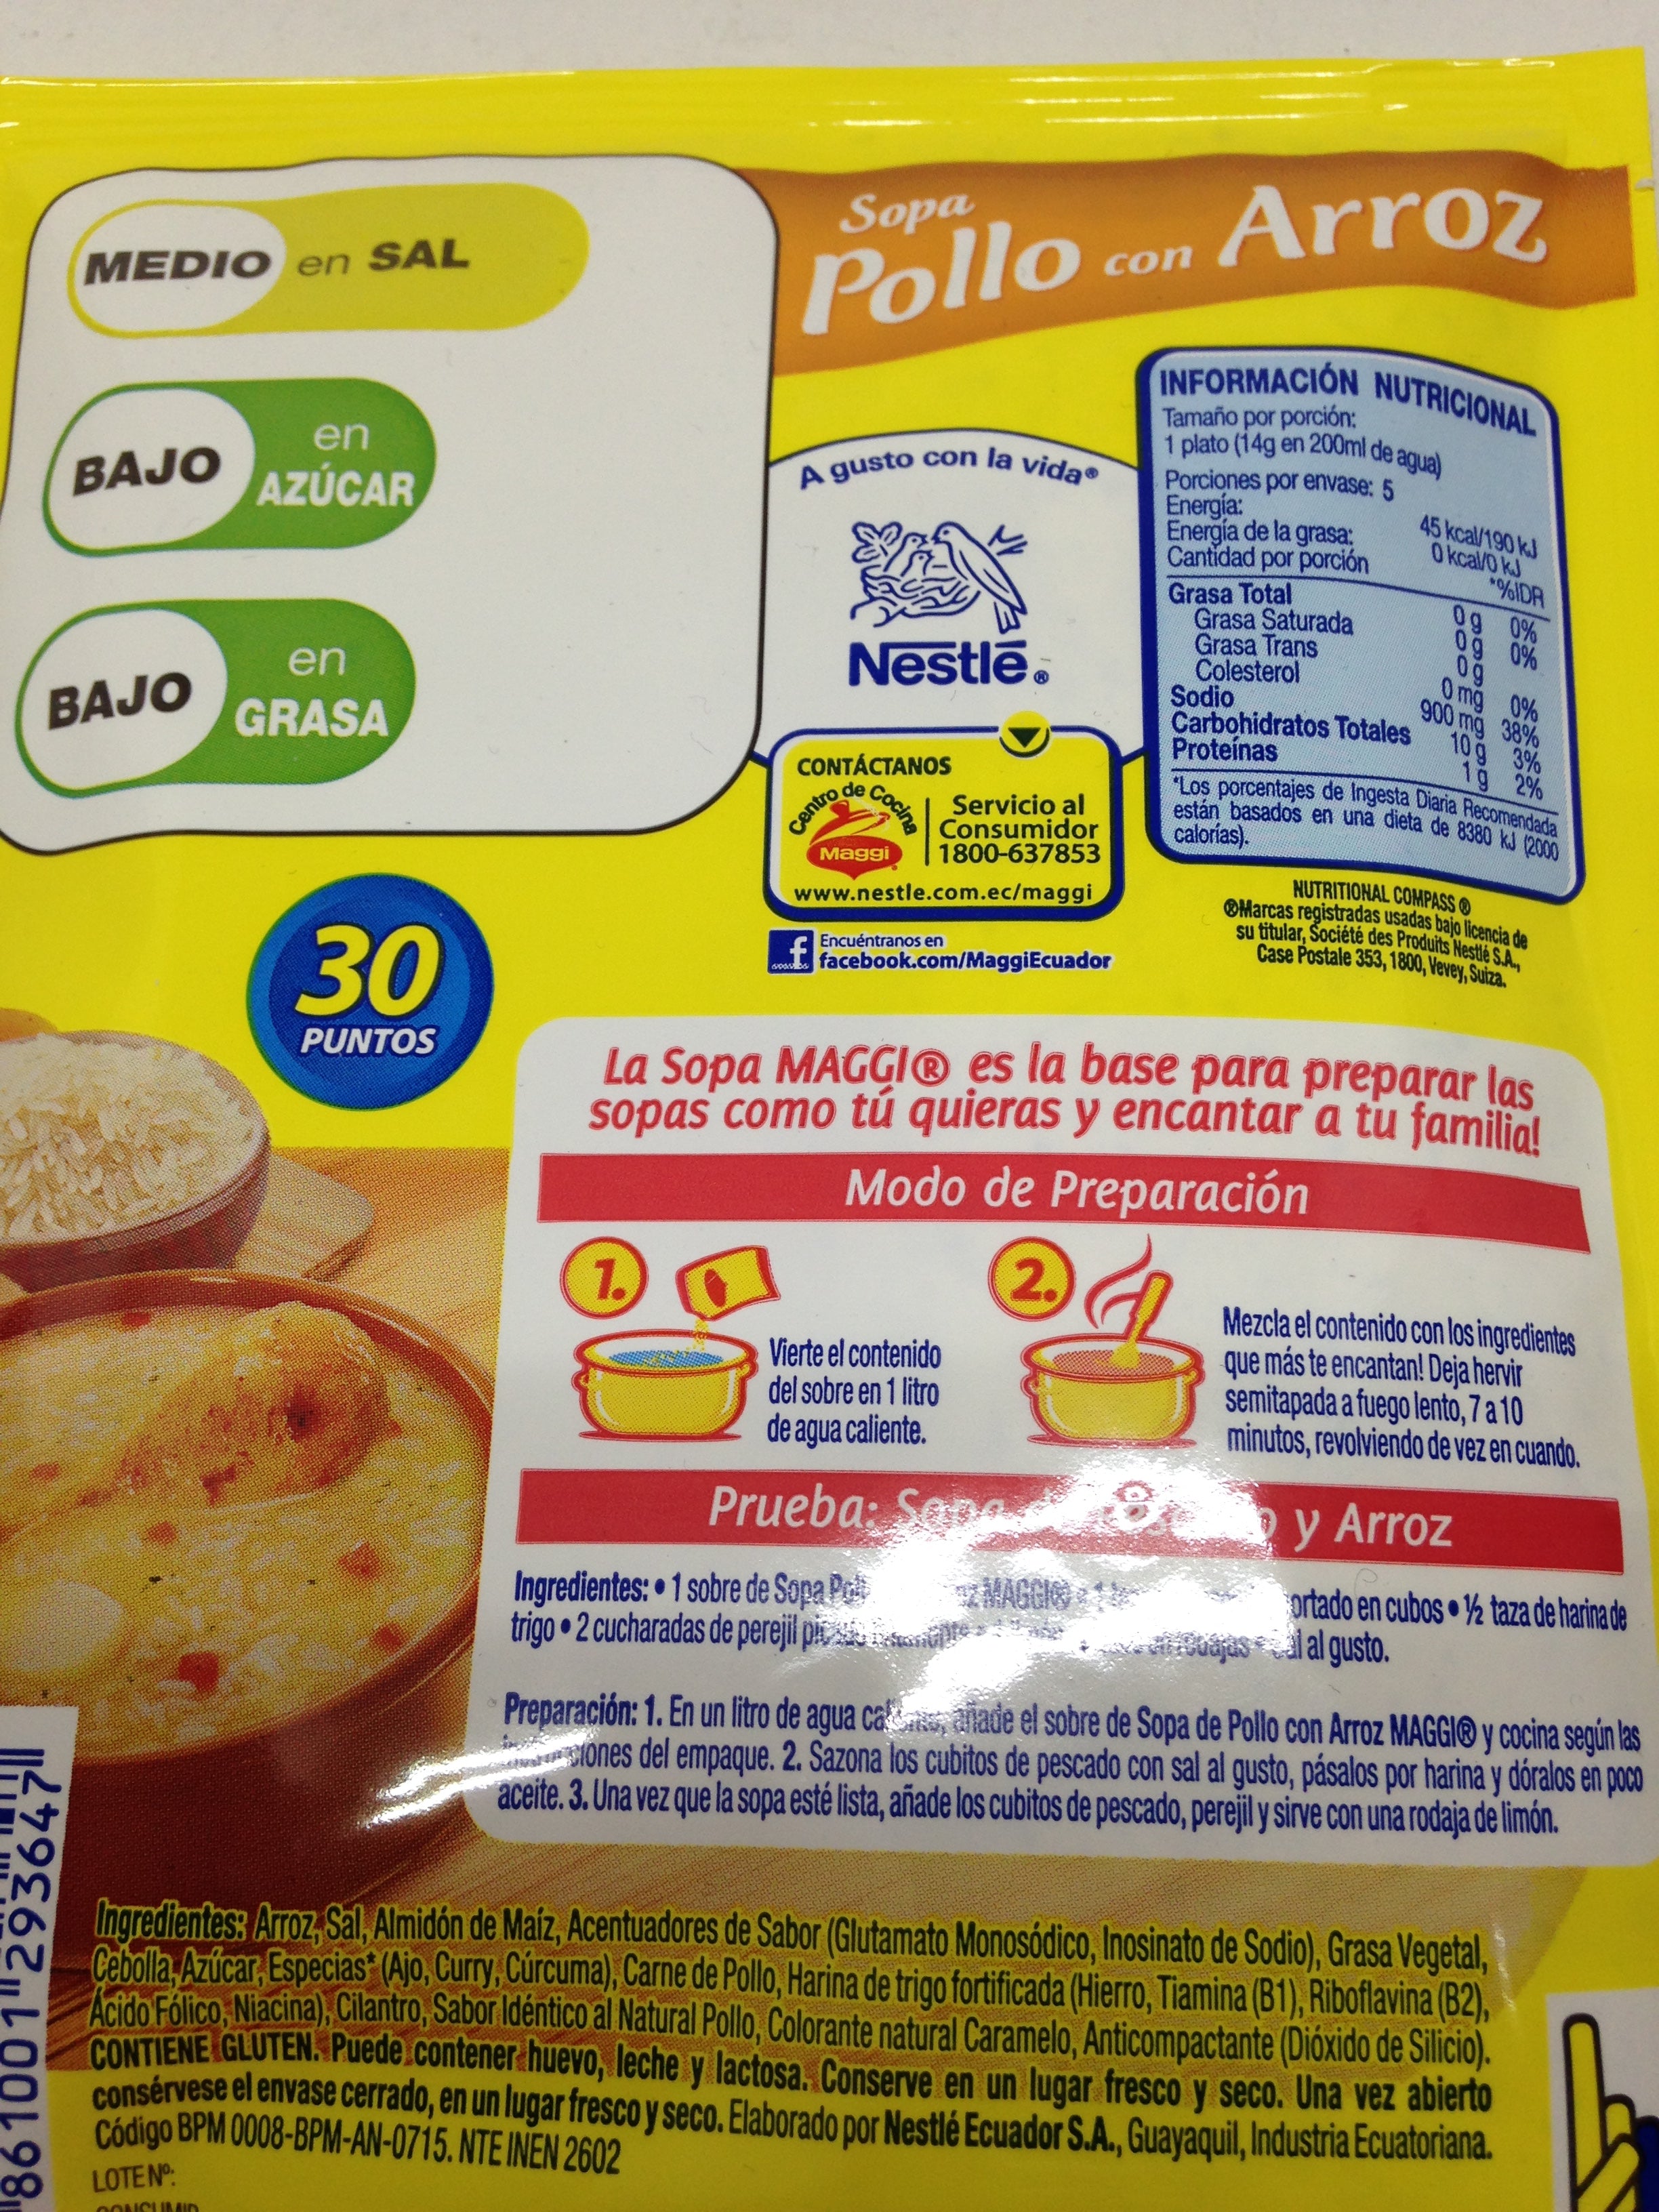 MEDIO en SAL
BAJO en
AZÚCAR
BAJO en
GRASA
Sopa
Pollo con Arroz
A gusto con la vida®
Nestlé®
CONTÁCTANOS
Centro de Cocina
Maggi
Servicio al
Consumidor
1800-637853
www.nestle.com.ec/maggi
Encuéntranos en
facebook.com/MaggiEcuador
INFORMACIÓN NUTRICIONAL
Tamaño por porción:
1 plato (14g en 200ml de agua)
Porciones por envase: 5
Energía: 45 kcal/190 kJ
Energía de la grasa: 0 kcal/0 kJ
Cantidad por porción *%IDR
Grasa Total 0 g 0%
Grasa Saturada 0 g 0%
Grasa Trans 0 g
Colesterol 0 mg 0%
Sodio 900 mg 38%
Carbohidratos Totales 10 g 3%
Proteínas 1 g 2%
*Los porcentajes de Ingesta Diaria Recomendada
están basados en una dieta de 8380 kJ (2000
calorías).
NUTRITIONAL COMPASS ®
®Marcas registradas usadas bajo licencia de
su titular, Société des Produits Nestlé S.A.,
Case Postale 353, 1800, Vevey, Suiza.
30
PUNTOS
La Sopa MAGGI® es la base para preparar las
sopas como tú quieras y encantar a tu familia!
Modo de Preparación
1.
Vierte el contenido
del sobre en 1 litro
de agua caliente.
2.
Mezcla el contenido con los ingredientes
que más te encantan! Deja hervir
semitapada a fuego lento, 7 a 10
minutos, revolviendo de vez en cuando.
Prueba: Sopa y Arroz
Ingredientes: • 1 sobre de Sopa MAGGI® • 1 en cubos • ½ taza de harina de
trigo • 2 cucharadas de perejil al gusto.
Preparación: 1. En un litro de agua añade el sobre de Sopa de Pollo con Arroz MAGGI® y cocina según las
del empaque. 2. Sazona los cubitos de pescado con sal al gusto, pásalos por harina y dóralos en poco
aceite. 3. Una vez que la sopa esté lista, añade los cubitos de pescado, perejil y sirve con una rodaja de limón.
Ingredientes: Arroz, Sal, Almidón de Maíz, Acentuadores de Sabor (Glutamato Monosódico, Inosinato de Sodio), Grasa Vegetal,
Cebolla, Azúcar, Especias* (Ajo, Curry, Cúrcuma), Carne de Pollo, Harina de trigo fortificada (Hierro, Tiamina (B1), Riboflavina (B2),
Ácido Fólico, Niacina), Cilantro, Sabor Idéntico al Natural Pollo, Colorante natural Caramelo, Anticompactante (Dióxido de Silicio).
CONTIENE GLUTEN. Puede contener huevo, leche y lactosa. Conserve en un lugar fresco y seco. Una vez abierto
consérvese el envase cerrado, en un lugar fresco y seco. Elaborado por Nestlé Ecuador S.A., Guayaquil, Industria Ecuatoriana.
Código BPM 0008-BPM-AN-0715. NTE INEN 2602
LOTE Nº:
861001 293647